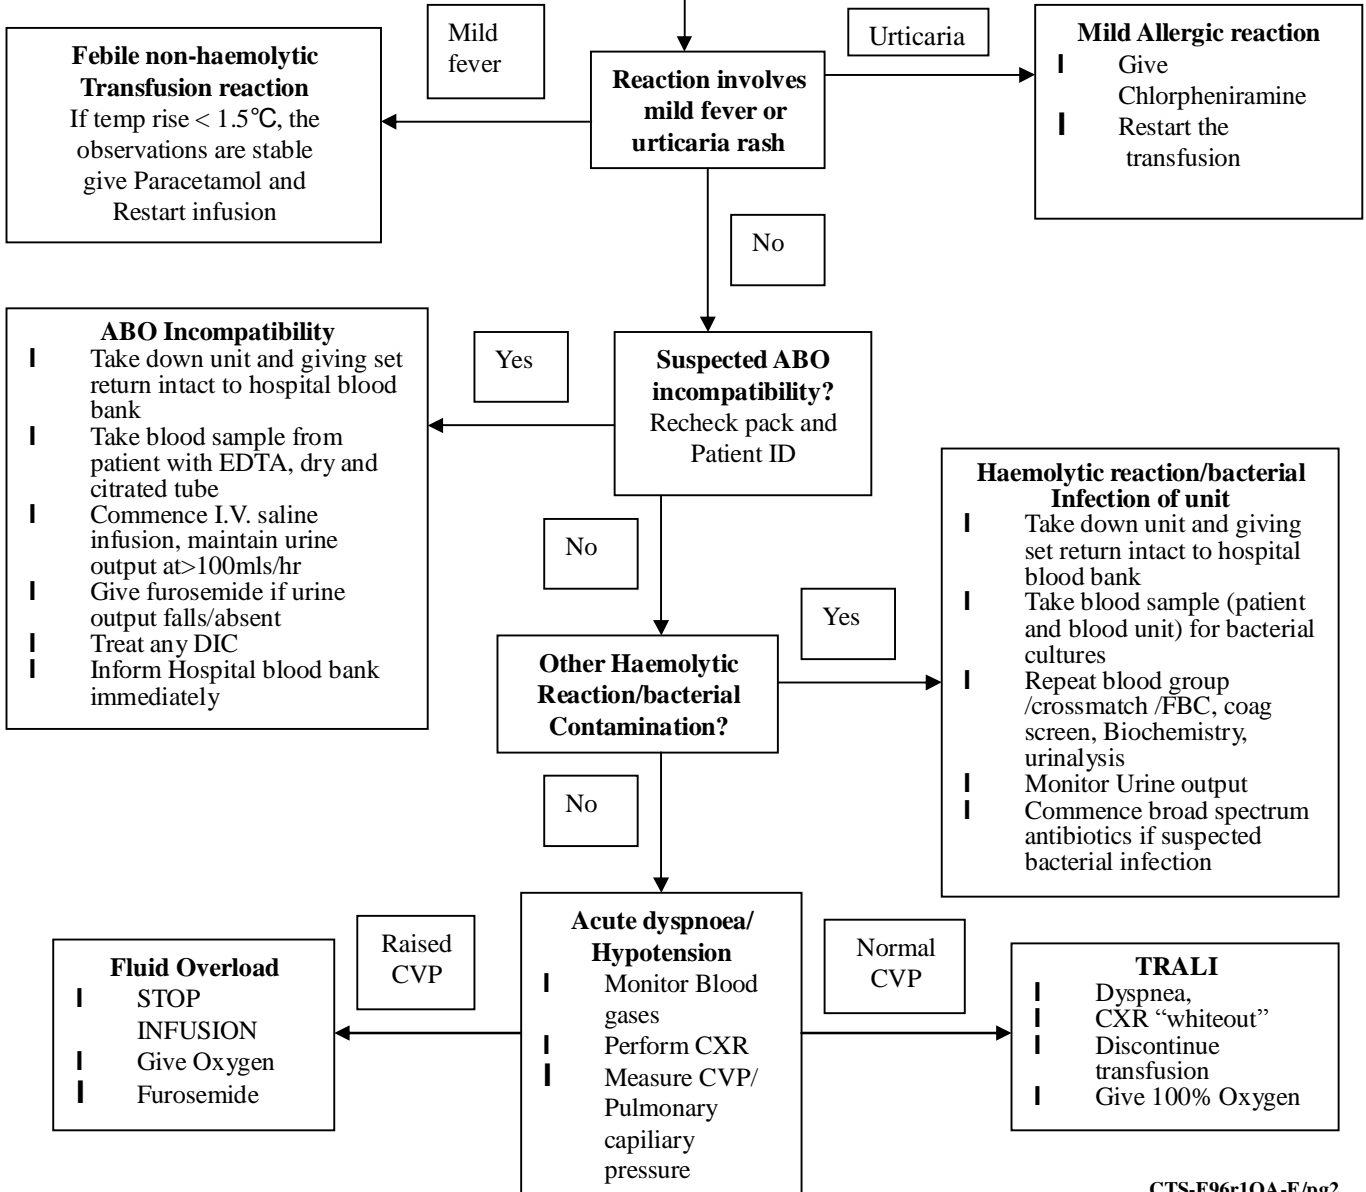 Mild
fever
Urticaria
Febile non-haemolytic
Transfusion reaction
If temp rise < 1.5℃, the
observations are stable
give Paracetamol and
Restart infusion
Reaction involves
mild fever or
urticaria rash
Mild Allergic reaction
l Give
Chlorpheniramine
l Restart the
transfusion
No
ABO Incompatibility
l Take down unit and giving set
return intact to hospital blood
bank
l Take blood sample from
patient with EDTA, dry and
citrated tube
l Commence I.V. saline
infusion, maintain urine
output at>100mls/hr
l Give furosemide if urine
output falls/absent
l Treat any DIC
l Inform Hospital blood bank
immediately
Yes
Suspected ABO
incompatibility?
Recheck pack and
Patient ID
No
Haemolytic reaction/bacterial
Infection of unit
l Take down unit and giving
set return intact to hospital
blood bank
l Take blood sample (patient
and blood unit) for bacterial
cultures
l Repeat blood group
/crossmatch /FBC, coag
screen, Biochemistry,
urinalysis
l Monitor Urine output
l Commence broad spectrum
antibiotics if suspected
bacterial infection
Yes
Other Haemolytic
Reaction/bacterial
Contamination?
No
Fluid Overload
l STOP
INFUSION
l Give Oxygen
l Furosemide
Raised
CVP
Acute dyspnoea/
Hypotension
l Monitor Blood
gases
l Perform CXR
l Measure CVP/
Pulmonary
capiliary
pressure
Normal
CVP
TRALI
l Dyspnea,
l CXR “whiteout”
l Discontinue
transfusion
l Give 100% Oxygen
CTS-F96r1QA-E/pg2